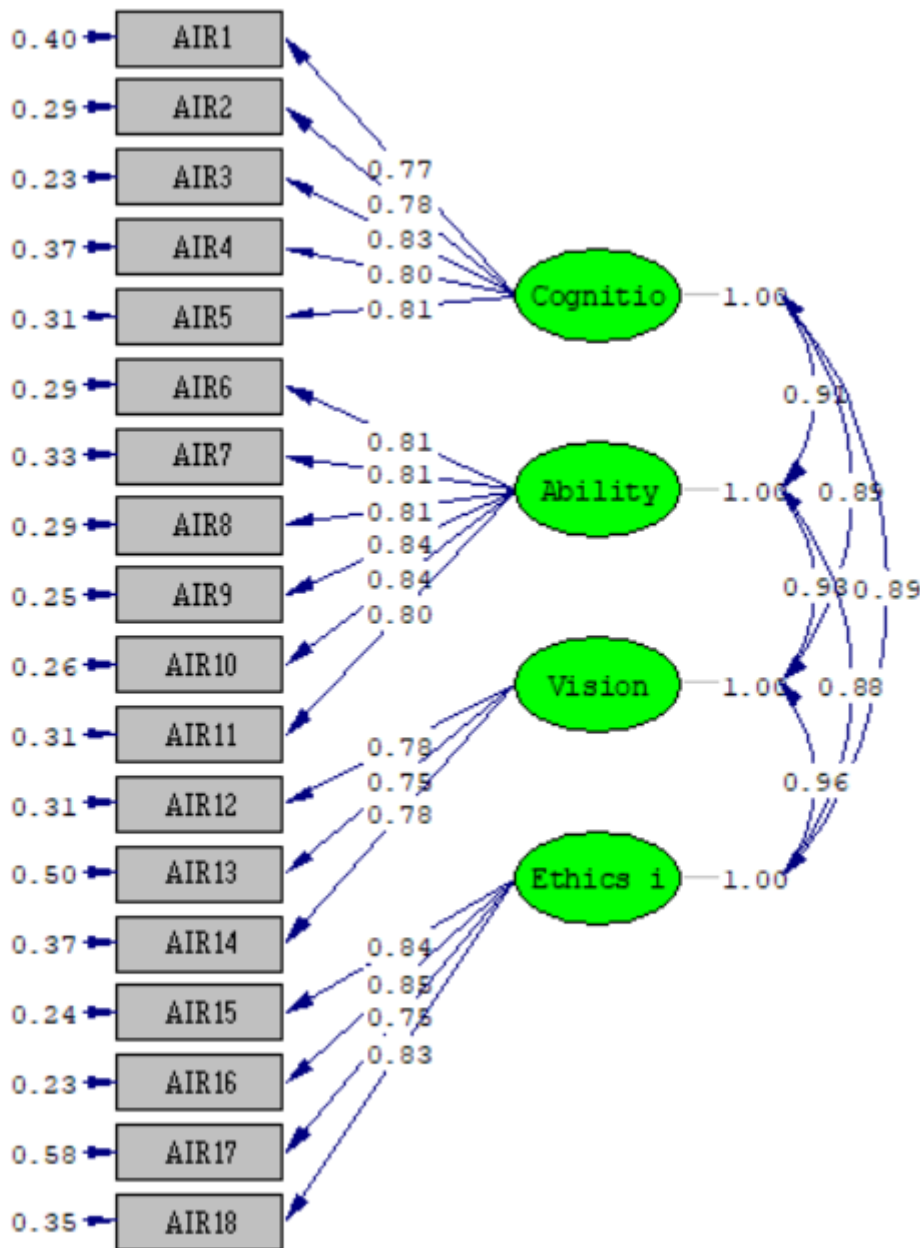 0.40 AIR1
0.29 AIR2
0.23 AIR3
0.37 AIR4
0.31 AIR5
0.29 AIR6
0.33 AIR7
0.29 AIR8
0.25 AIR9
0.26 AIR10
0.31 AIR11
0.31 AIR12
0.50 AIR13
0.37 AIR14
0.24 AIR15
0.23 AIR16
0.58 AIR17
0.35 AIR18
0.77
0.78
0.83
0.80
0.81
0.81
0.81
0.81
0.84
0.84
0.80
0.78
0.78
0.84
0.85
0.83
Cognitio 1.00
Ability 1.00
Vision 1.00
Ethics i 1.00
0.91
0.89
0.93
0.89
0.88
0.96